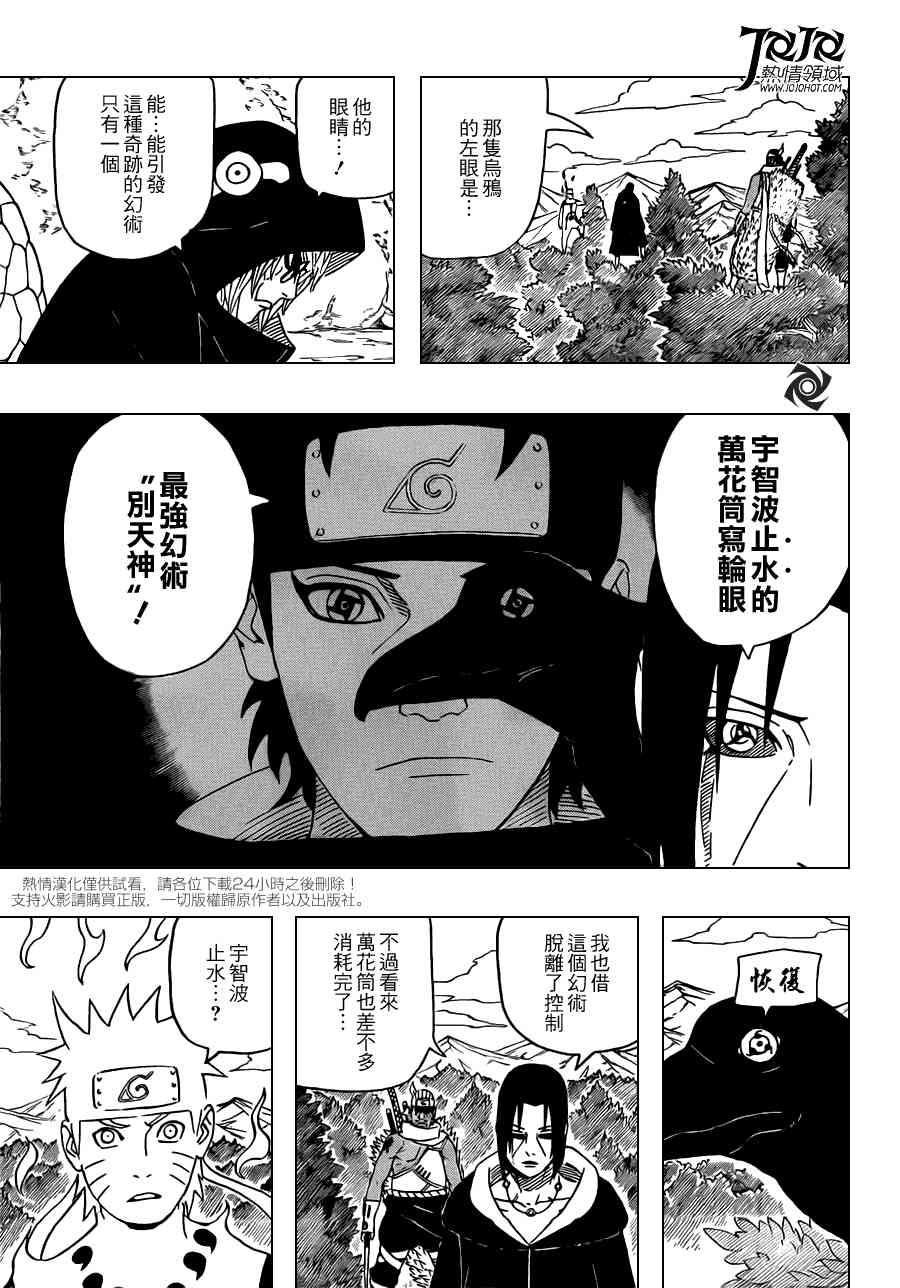 JOJO
熱情領域
WWW.JOJOHOT.COM
那隻烏鴉
的左眼是…
他的
眼睛…!
能…能引發
這種奇跡的幻術
只有一個
宇智波止水的
萬花筒寫輪眼
最強幻術
"別天神"!
熱情漢化僅供試看，請各位下載24小時之後刪除！
支持火影請購買正版，一切版權歸原作者以及出版社。
恢復
我也借
這個幻術
脫離了控制
不過看來
萬花筒也差不多
消耗完了…
宇智波
止水…?